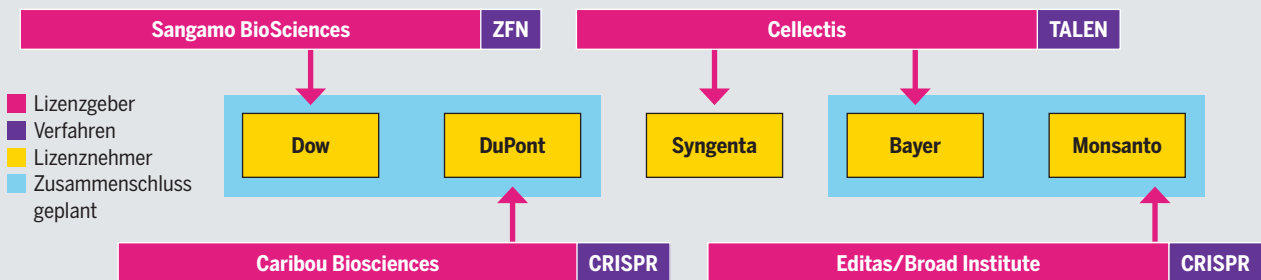 Sangamo BioSciences ZFN
Cellectis TALEN
Lizenzgeber
Verfahren
Lizenznehmer
Zusammenschluss
geplant
Dow
DuPont
Syngenta
Bayer
Monsanto
Caribou Biosciences CRISPR
Editas/Broad Institute CRISPR